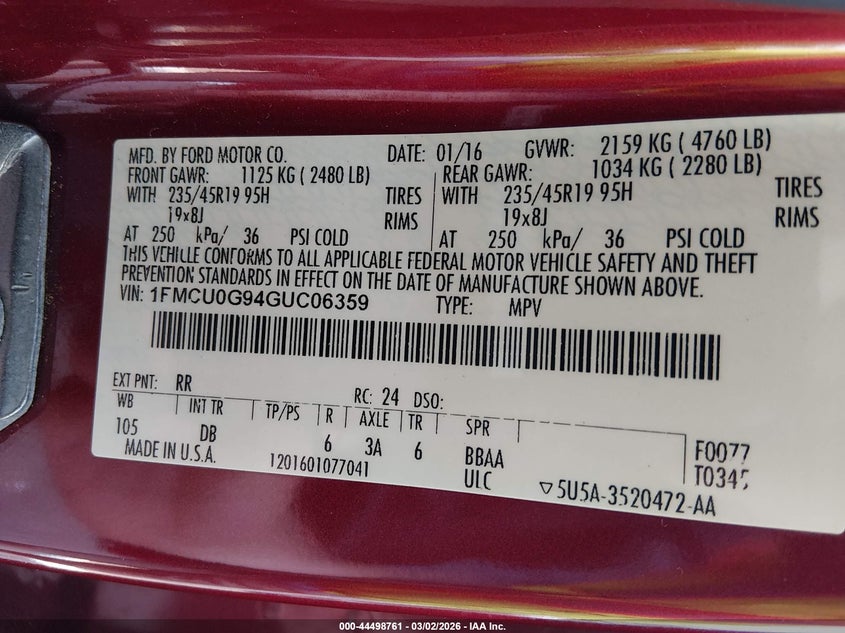 MFD. BY FORD MOTOR CO. DATE: 01/16 GVWR: 2159 KG ( 4760 LB)
FRONT GAWR: 1125 KG ( 2480 LB) REAR GAWR: 1034 KG ( 2280 LB)
WITH 235/45R19 95H TIRES WITH 235/45R19 95H TIRES
19x8J RIMS 19x8J RIMS
AT 250 kPa/ 36 PSI COLD AT 250 kPa/ 36 PSI COLD
THIS VEHICLE CONFORMS TO ALL APPLICABLE FEDERAL MOTOR VEHICLE SAFETY AND THEFT
PREVENTION STANDARDS IN EFFECT ON THE DATE OF MANUFACTURE SHOWN ABOVE.
VIN: 1FMCU0G94GUC06359 TYPE: MPV
EXT PNT: RR RC: 24 DSO:
WB INT TR TP/PS R AXLE TR SPR
105 DB 6 3A 6 BBAA F0077
MADE IN U.S.A. 1201601077041 ULC T0345
▽5U5A-3520472-AA
000-44498761 - 03/02/2026 - IAA Inc.